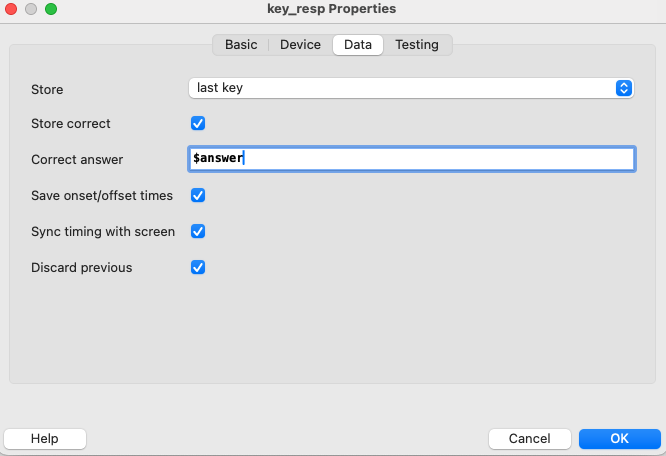 key_resp Properties
Basic Device Data Testing
Store last key
Store correct
Correct answer $answer
Save onset/offset times
Sync timing with screen
Discard previous
Help Cancel OK